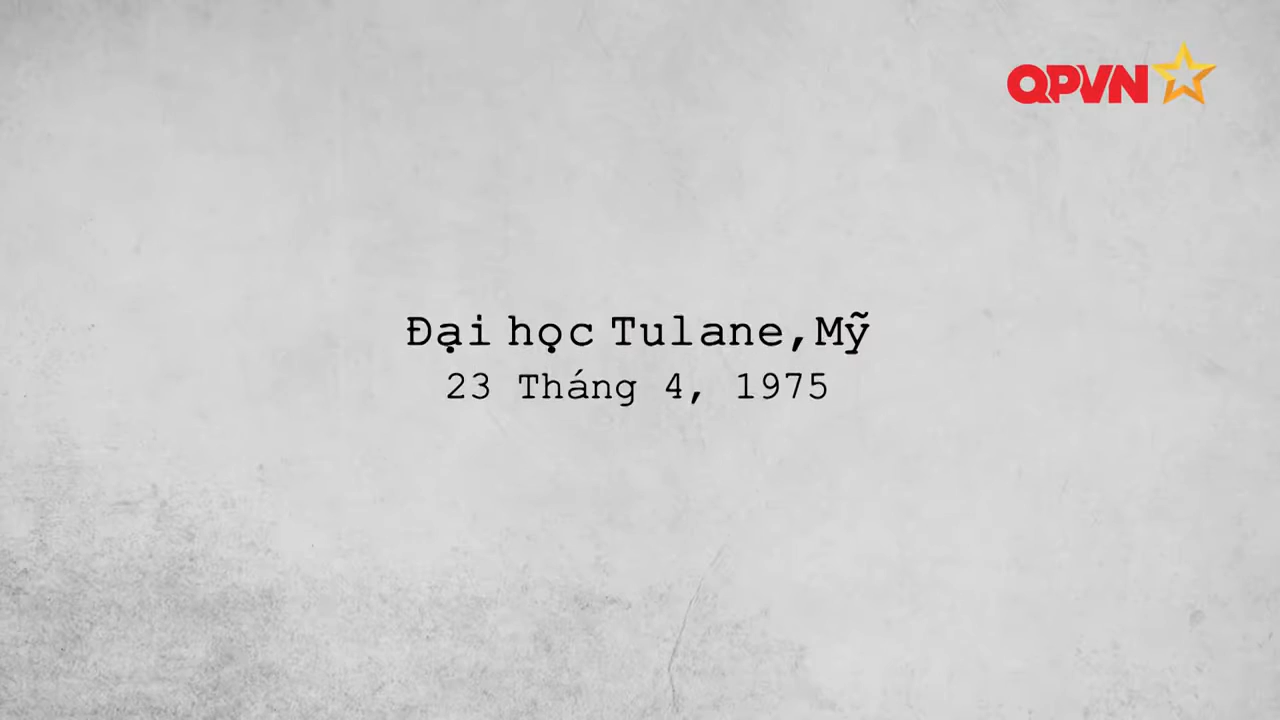 QPVN
Đại học Tulane,Mỹ
23 Tháng 4, 1975